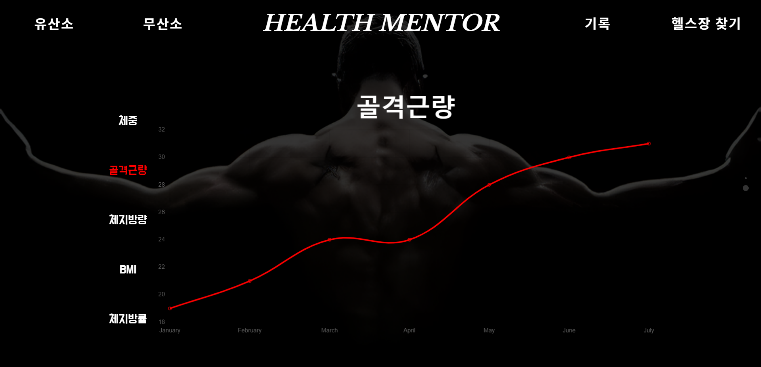 유산소 무산소 HEALTH MENTOR 기록 헬스장 찾기
골격근량
체중
골격근량
체지방량
BMI
체지방률
32
30
28
26
24
22
20
18
January February March April May June July